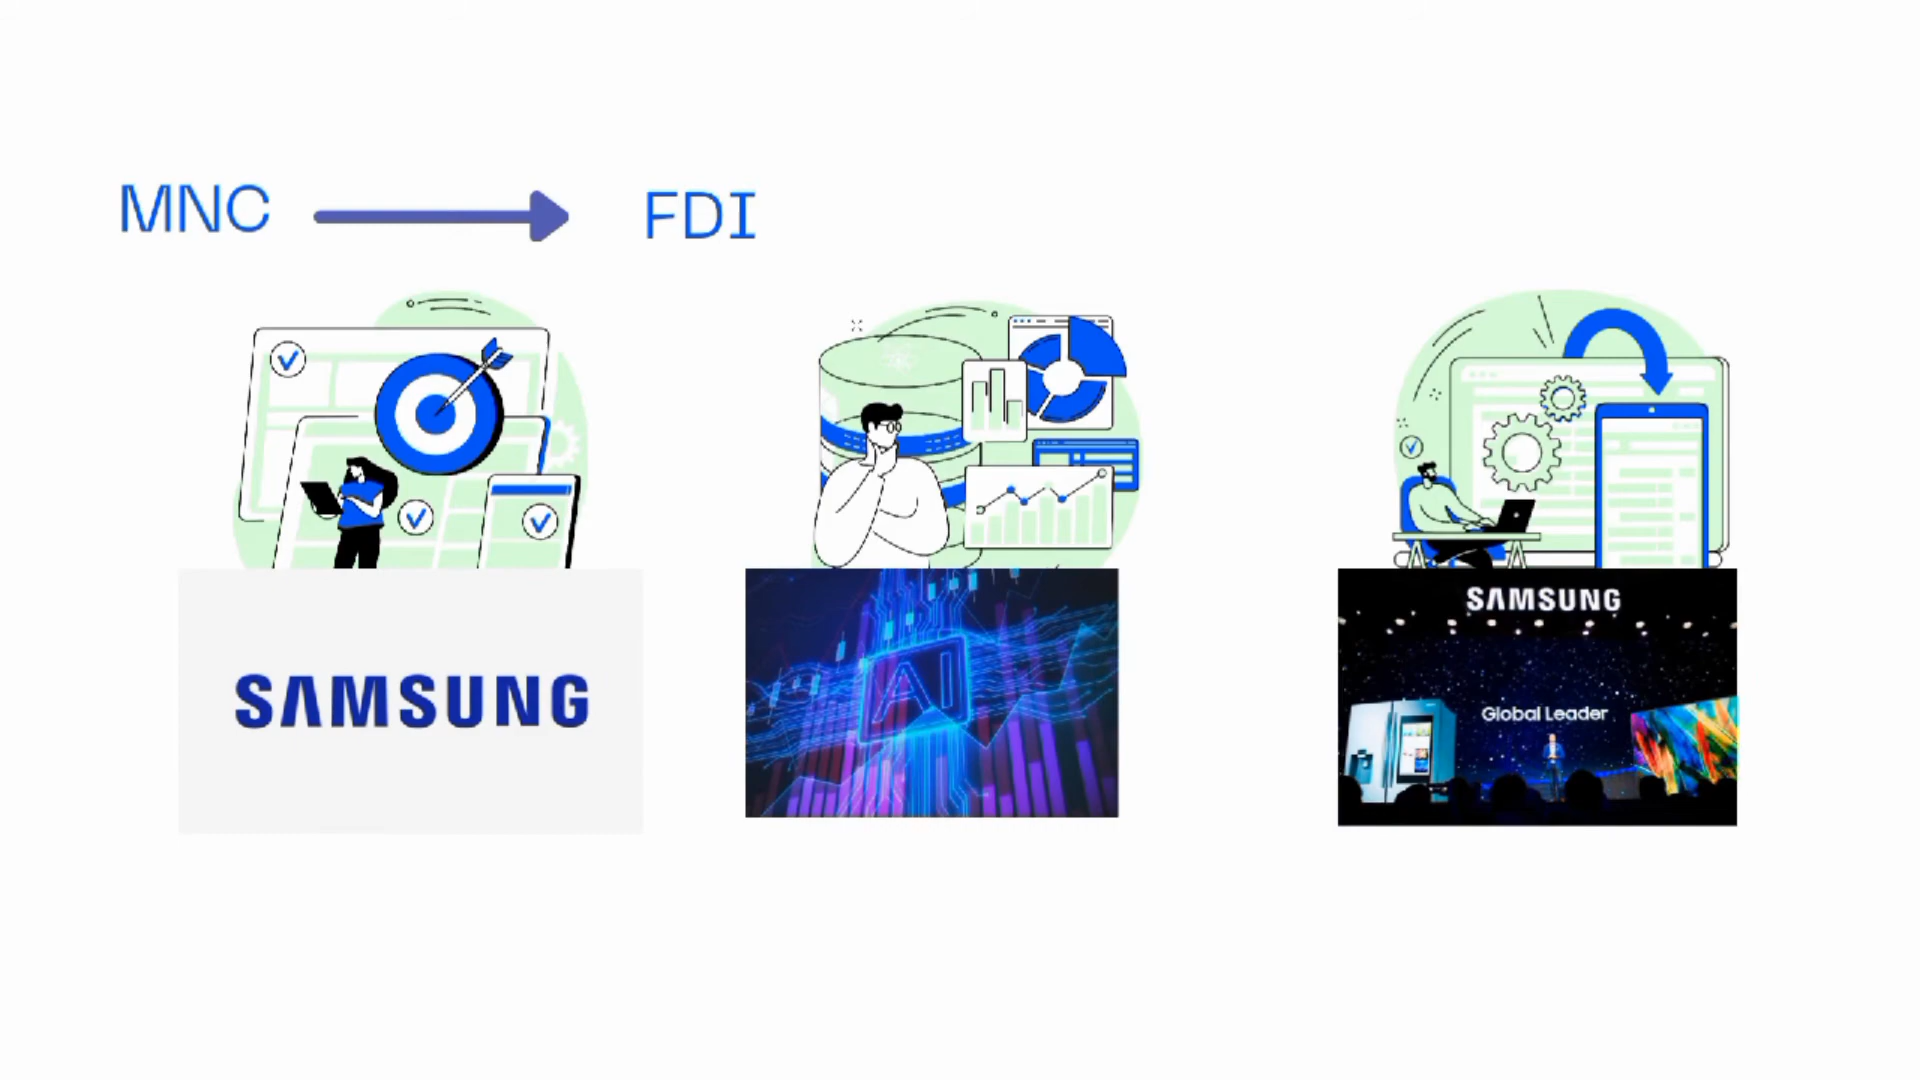 MNC
FDI
SAMSUNG
AI
SAMSUNG
Global Leader